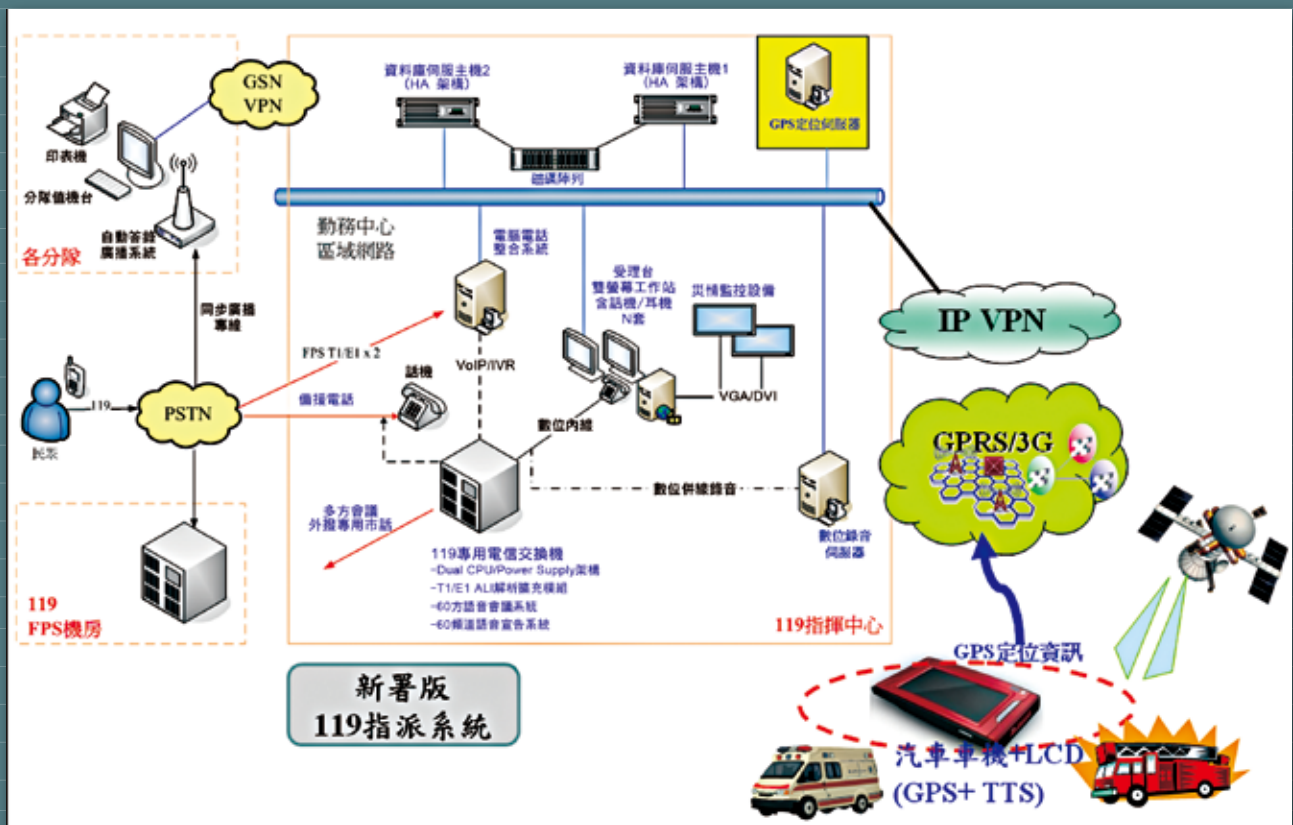 GSN
VPN
印表機
分隊值機台
自動答錄
廣播系統
各分隊
資料庫伺服主機2
(HA 架構)
資料庫伺服主機1
(HA 架構)
磁碟陣列
GPS定位伺服器
勤務中心
區域網路
電腦電話
整合系統
受理台
雙螢幕工作站
含話機/耳機
N套
災情監控設備
IP VPN
同步廣播
專線
FPS T1/E1 x 2
VoIP/IVR
VGA/DVI
119
PSTN
備接電話
話機
數位內線
民眾
GPRS/3G
數位併線錄音
數位錄音
伺服器
多方會議
外撥專用市話
119專用電信交換機
-Dual CPU/Power Supply架構
-T1/E1 ALI解析擴充模組
-60方語音會議系統
-60頻道語音宣告系統
119
FPS機房
119指揮中心
GPS定位資訊
新署版
119指派系統
汽車車機+LCD
(GPS+ TTS)